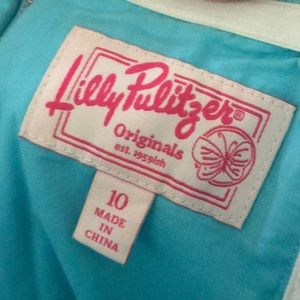 Lilly Pulitzer®
Originals
est. 1959ish
10
MADE
IN
CHINA